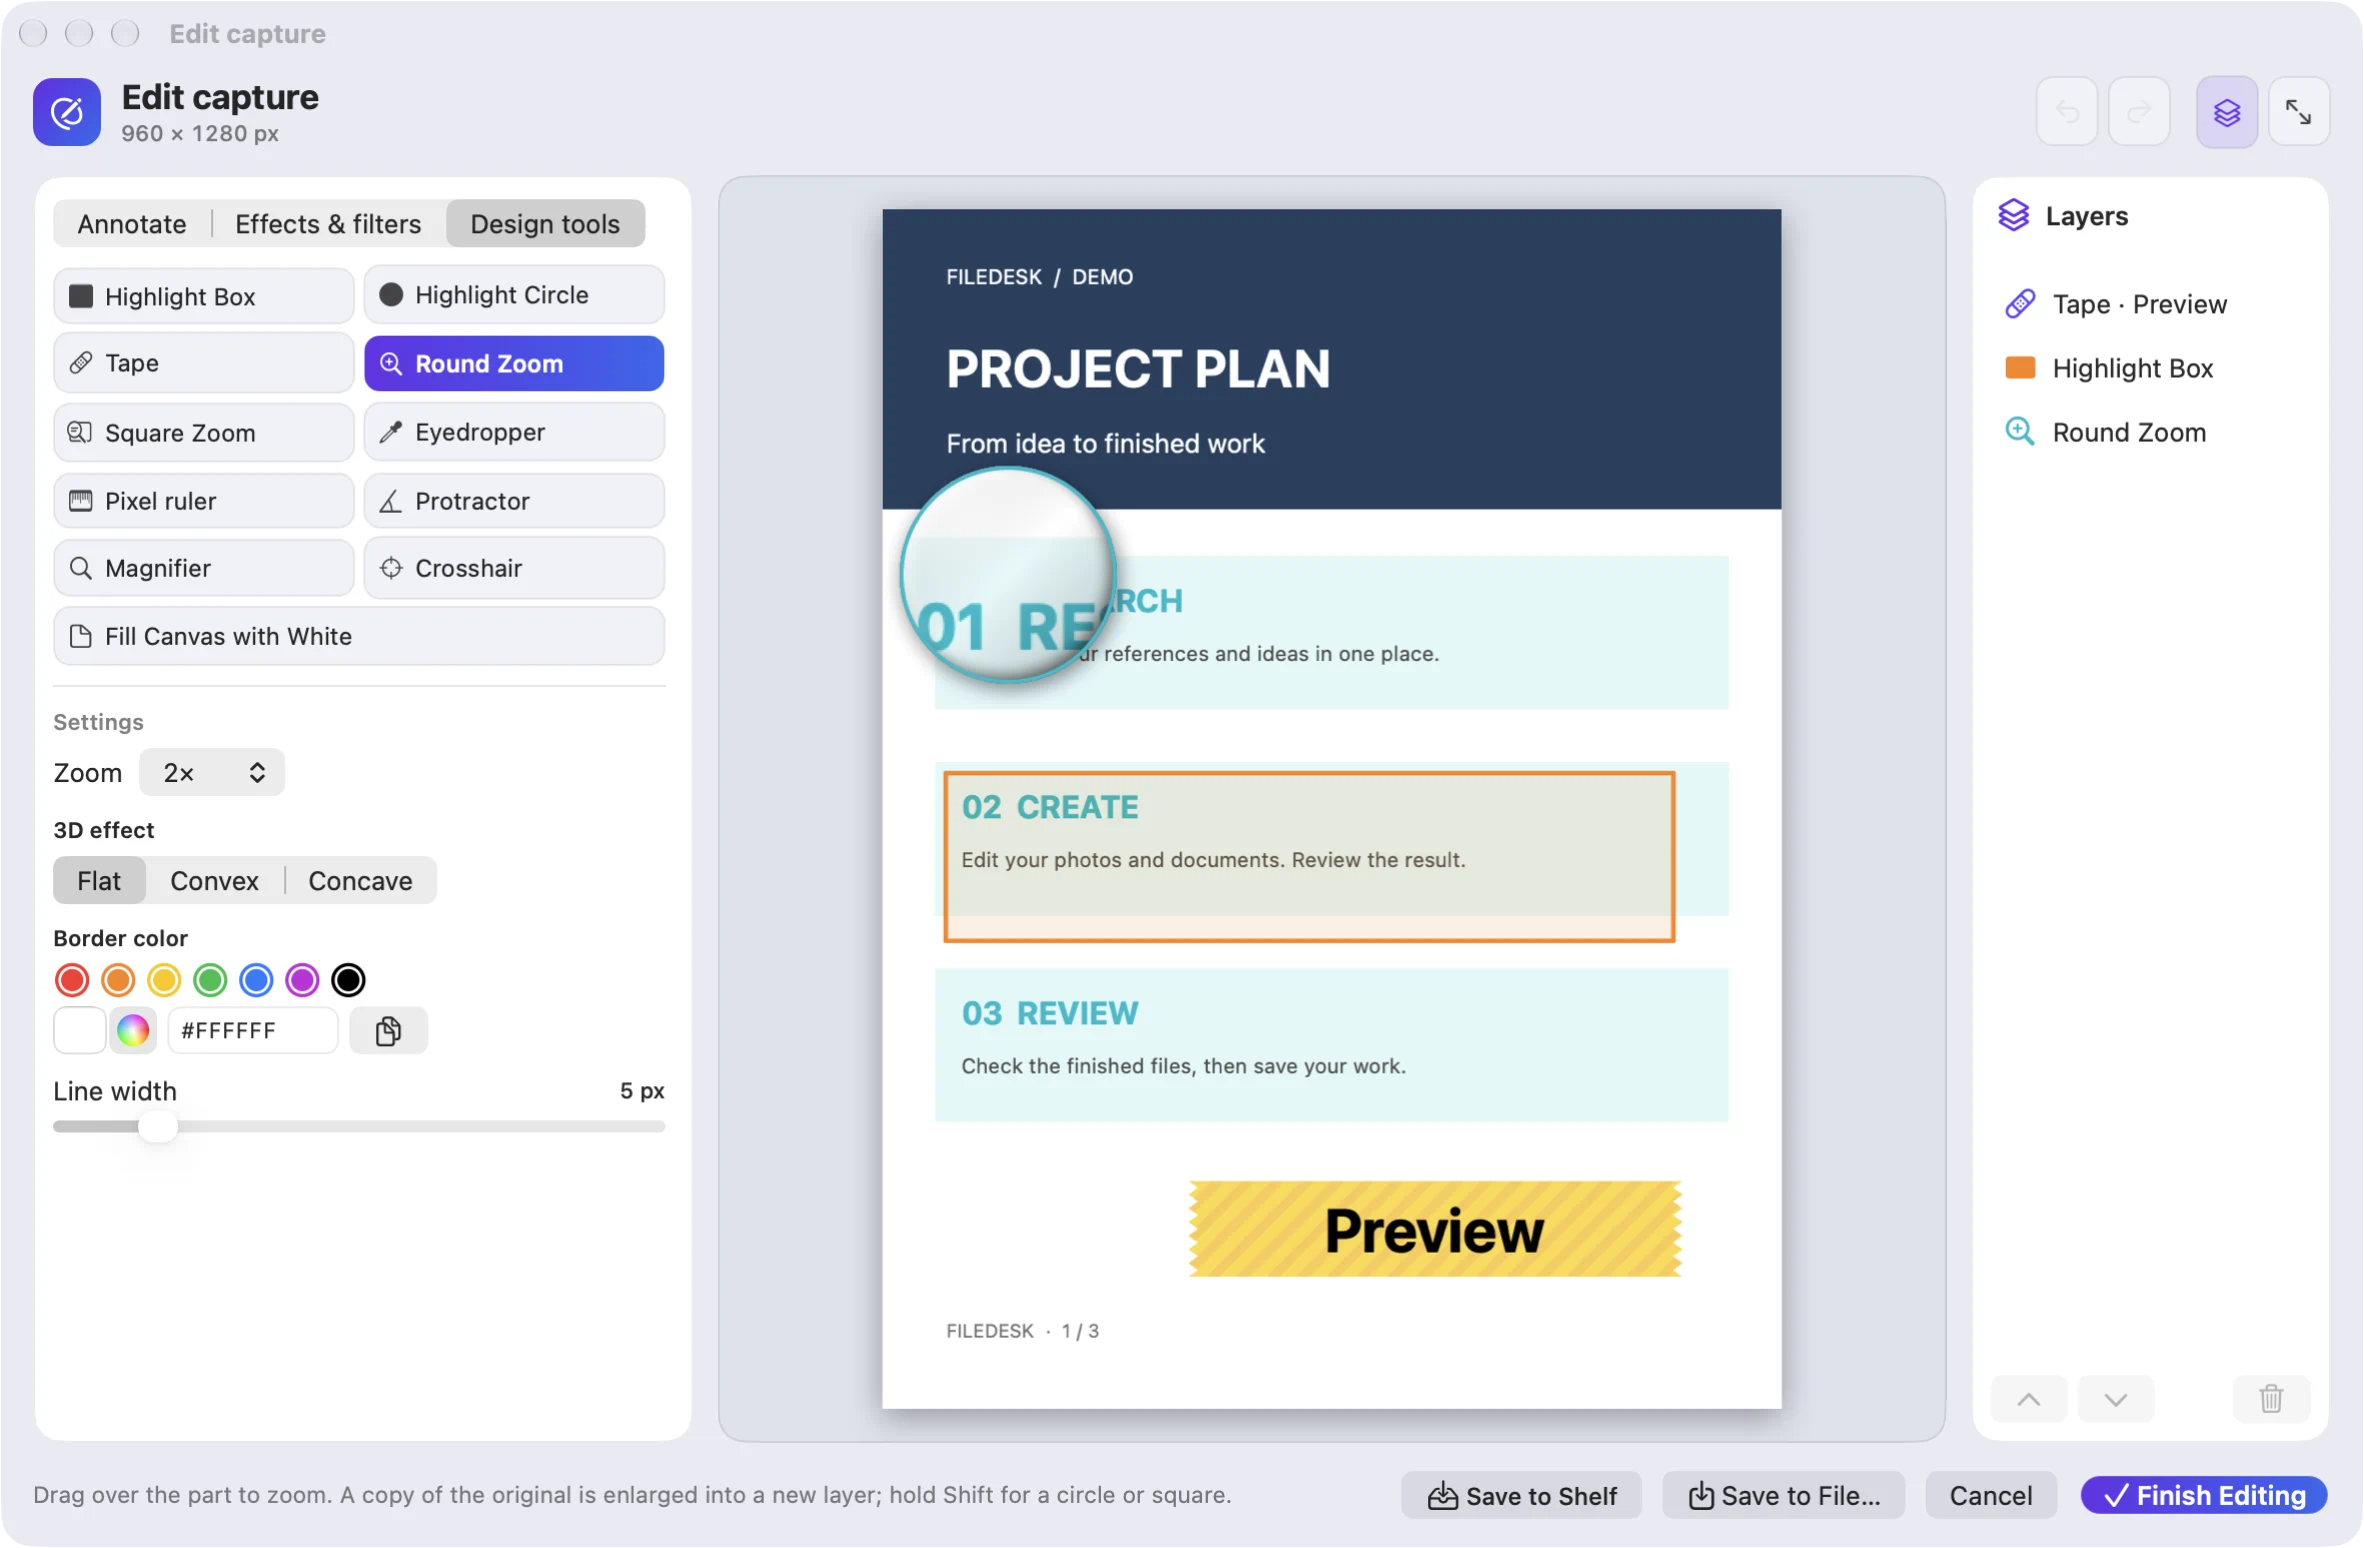 Edit capture
Edit capture
960 × 1280 px
Annotate
Effects & filters
Design tools
Highlight Box
Highlight Circle
Tape
Round Zoom
Square Zoom
Eyedropper
Pixel ruler
Protractor
Magnifier
Crosshair
Fill Canvas with White
Settings
Zoom 2×
3D effect
Flat Convex Concave
Border color
#FFFFFF
Line width 5 px
FILEDESK / DEMO
PROJECT PLAN
From idea to finished work
01 RE RCH
ur references and ideas in one place.
02 CREATE
Edit your photos and documents. Review the result.
03 REVIEW
Check the finished files, then save your work.
Preview
FILEDESK · 1 / 3
Layers
Tape · Preview
Highlight Box
Round Zoom
Drag over the part to zoom. A copy of the original is enlarged into a new layer; hold Shift for a circle or square.
Save to Shelf
Save to File...
Cancel
Finish Editing